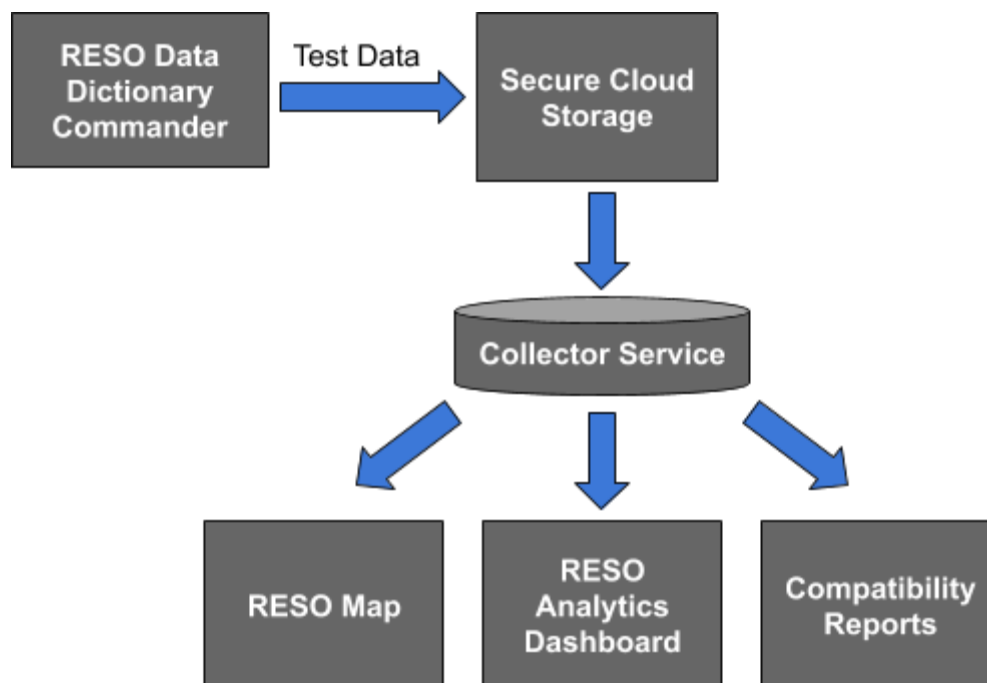 RESO Data
Dictionary
Commander
Test Data
Secure Cloud
Storage
Collector Service
RESO Map
RESO
Analytics
Dashboard
Compatibility
Reports